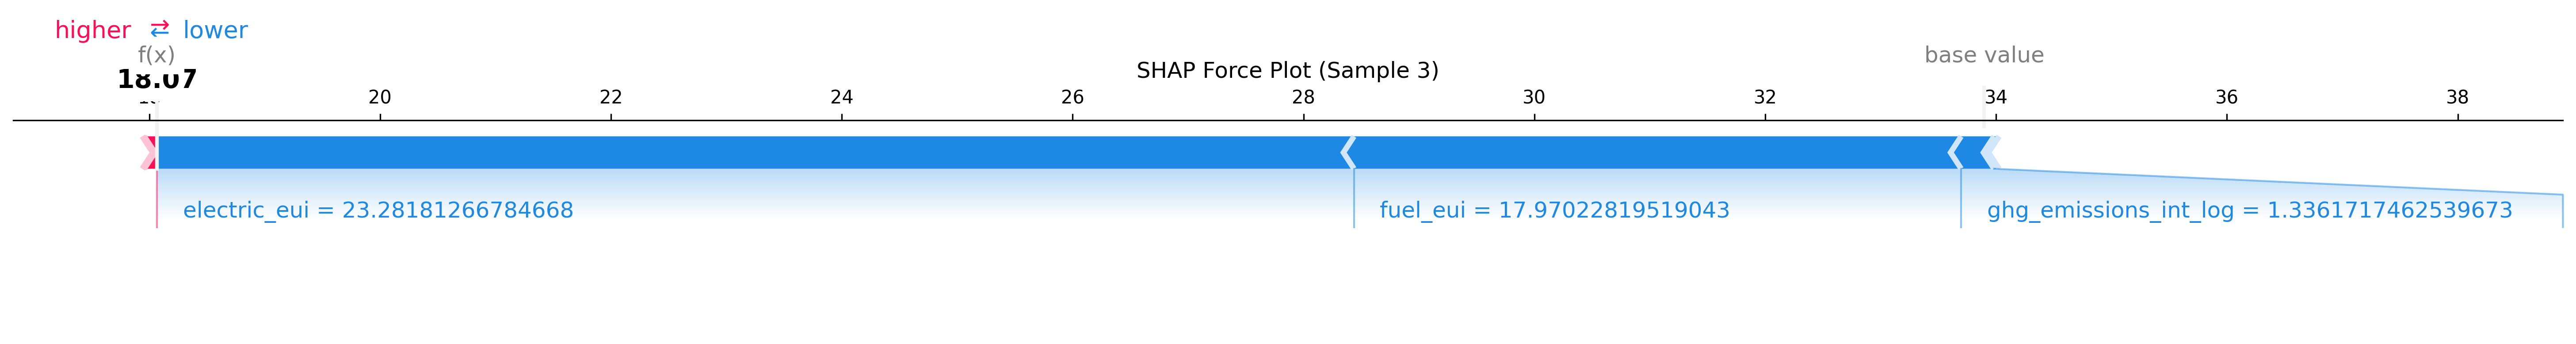 higher ⇄ lower
f(x)
base value
SHAP Force Plot (Sample 3)
18.07
20 22 24 26 28 30 32 34 36 38
electric_eui = 23.28181266784668 fuel_eui = 17.97022819519043 ghg_emissions_int_log = 1.3361717462539673